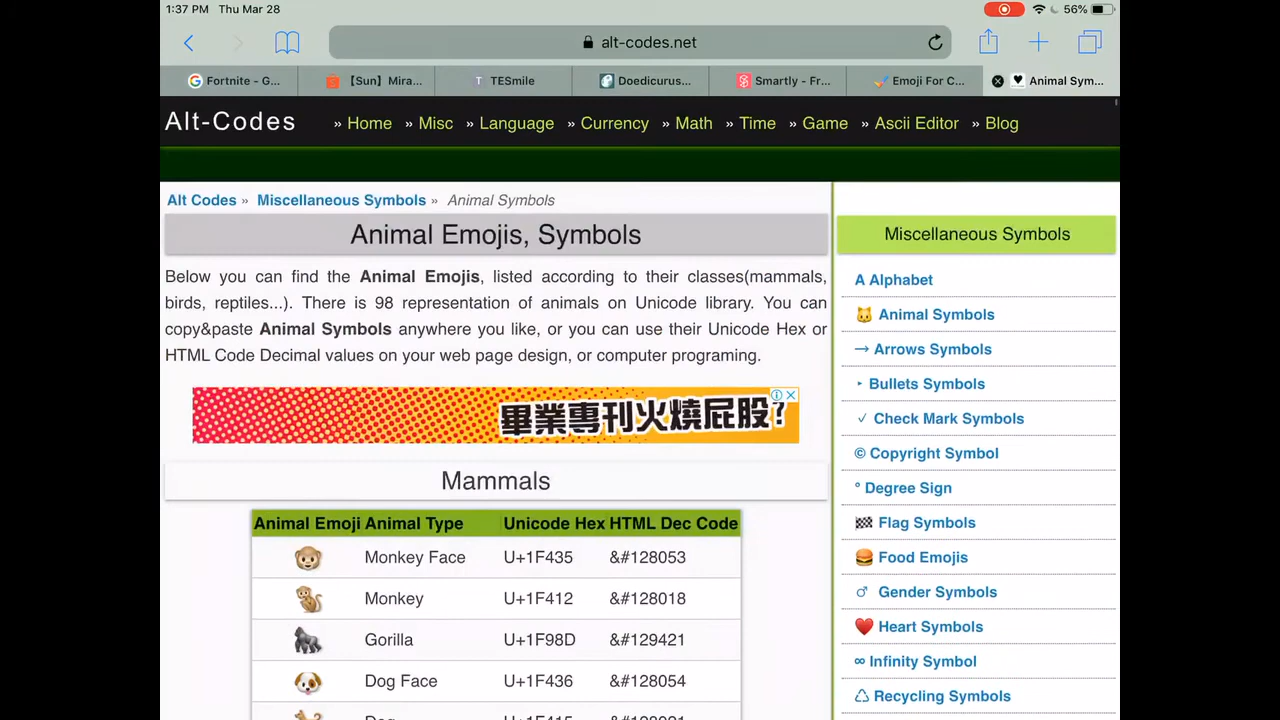 1:37 PM Thu Mar 28
56%
alt-codes.net
Fortnite - G...
【Sun】Mira...
TESmile
Doedicurus...
Smartly - Fr...
Emoji For C...
Animal Sym...
Alt-Codes
» Home » Misc » Language » Currency » Math » Time » Game » Ascii Editor » Blog
Alt Codes » Miscellaneous Symbols » Animal Symbols
Animal Emojis, Symbols
Below you can find the Animal Emojis, listed according to their classes(mammals,
birds, reptiles...). There is 98 representation of animals on Unicode library. You can
copy&paste Animal Symbols anywhere you like, or you can use their Unicode Hex or
HTML Code Decimal values on your web page design, or computer programing.
畢業專刊火燒屁股?
Mammals
Animal Emoji Animal Type Unicode Hex HTML Dec Code
Monkey Face U+1F435 &#128053
Monkey U+1F412 &#128018
Gorilla U+1F98D &#129421
Dog Face U+1F436 &#128054
Miscellaneous Symbols
A Alphabet
Animal Symbols
→ Arrows Symbols
‣ Bullets Symbols
✓ Check Mark Symbols
© Copyright Symbol
° Degree Sign
Flag Symbols
Food Emojis
♂ Gender Symbols
Heart Symbols
∞ Infinity Symbol
♺ Recycling Symbols